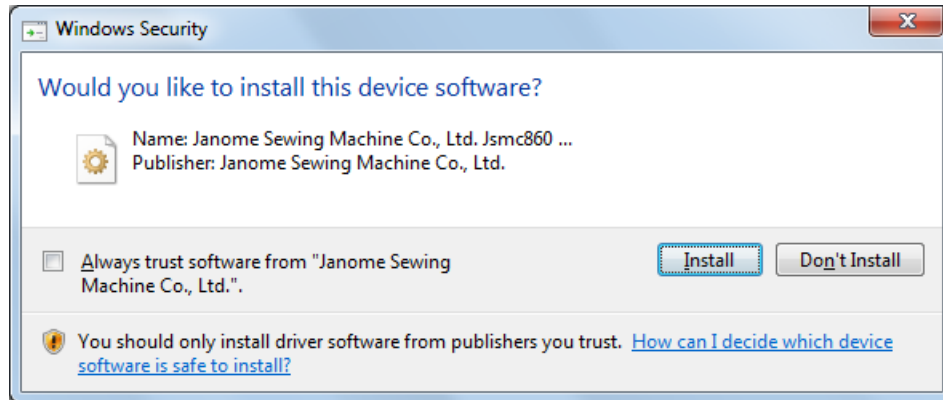 Windows Security
Would you like to install this device software?
Name: Janome Sewing Machine Co., Ltd. Jsmc860 ...
Publisher: Janome Sewing Machine Co., Ltd.
Always trust software from "Janome Sewing
Machine Co., Ltd.".
Install
Don't Install
You should only install driver software from publishers you trust. How can I decide which device
software is safe to install?